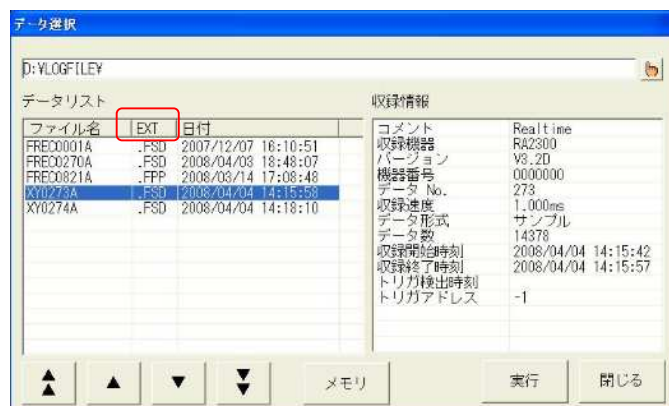 データ選択
D:¥LOGFILE¥
データリスト
ファイル名 EXT 日付
FREC0001A .FSD 2007/12/07 16:10:51
FREC0270A .FSD 2008/04/03 18:48:07
FREC0821A .FPP 2008/03/14 17:08:48
XY0273A .FSD 2008/04/04 14:15:58
XY0274A .FSD 2008/04/04 14:18:10
収録情報
コメント Realtime
収録機器 RA2300
バージョン V3.20
機器番号 0000000
データ No. 273
収録速度 1.000ms
データ形式 サンプル
データ数 14378
収録開始時刻 2008/04/04 14:15:42
収録終了時刻 2008/04/04 14:15:57
トリガ検出時刻
トリガアドレス -1
メモリ 実行 閉じる